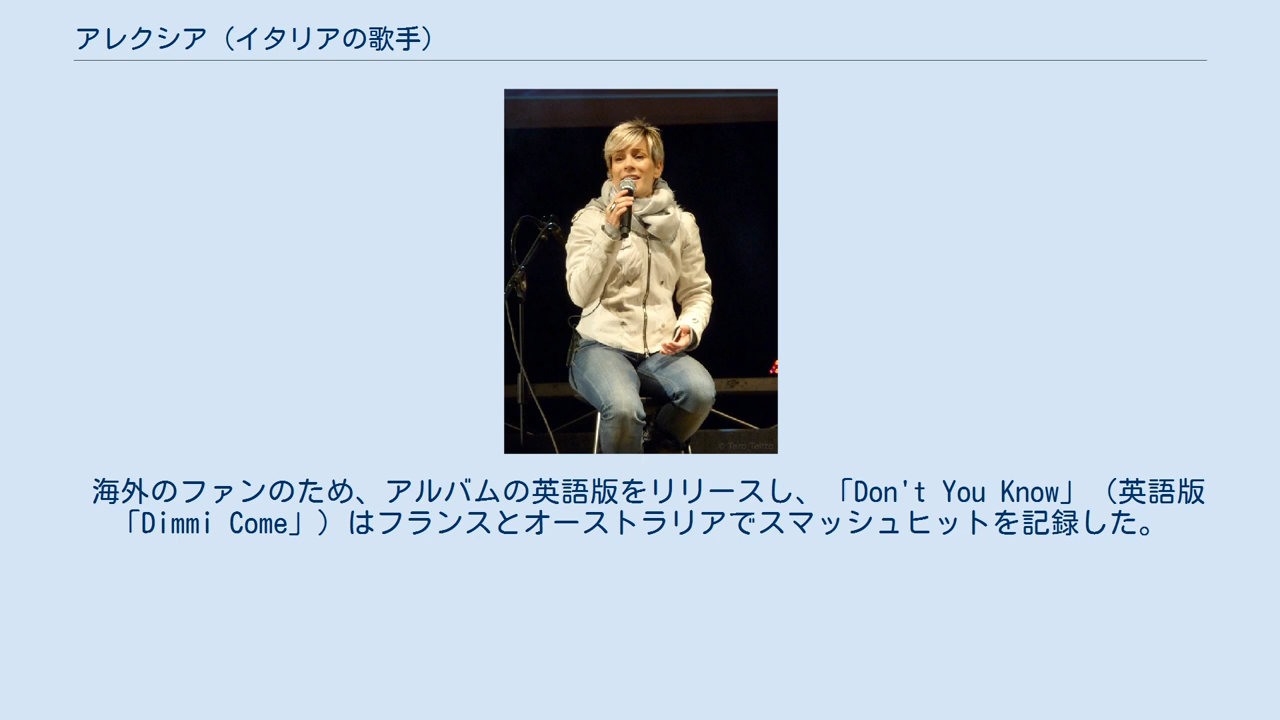 アレクシア（イタリアの歌手）
海外のファンのため、アルバムの英語版をリリースし、「Don't You Know」（英語版
「Dimmi Come」）はフランスとオーストラリアでスマッシュヒットを記録した。